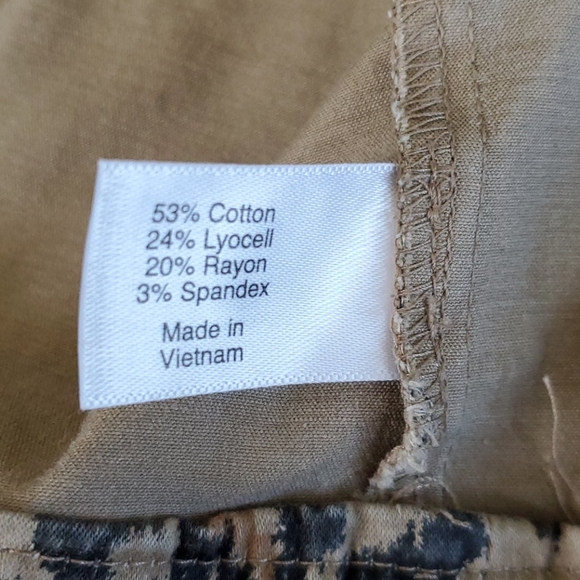 53% Cotton
24% Lyocell
20% Rayon
3% Spandex
Made in
Vietnam